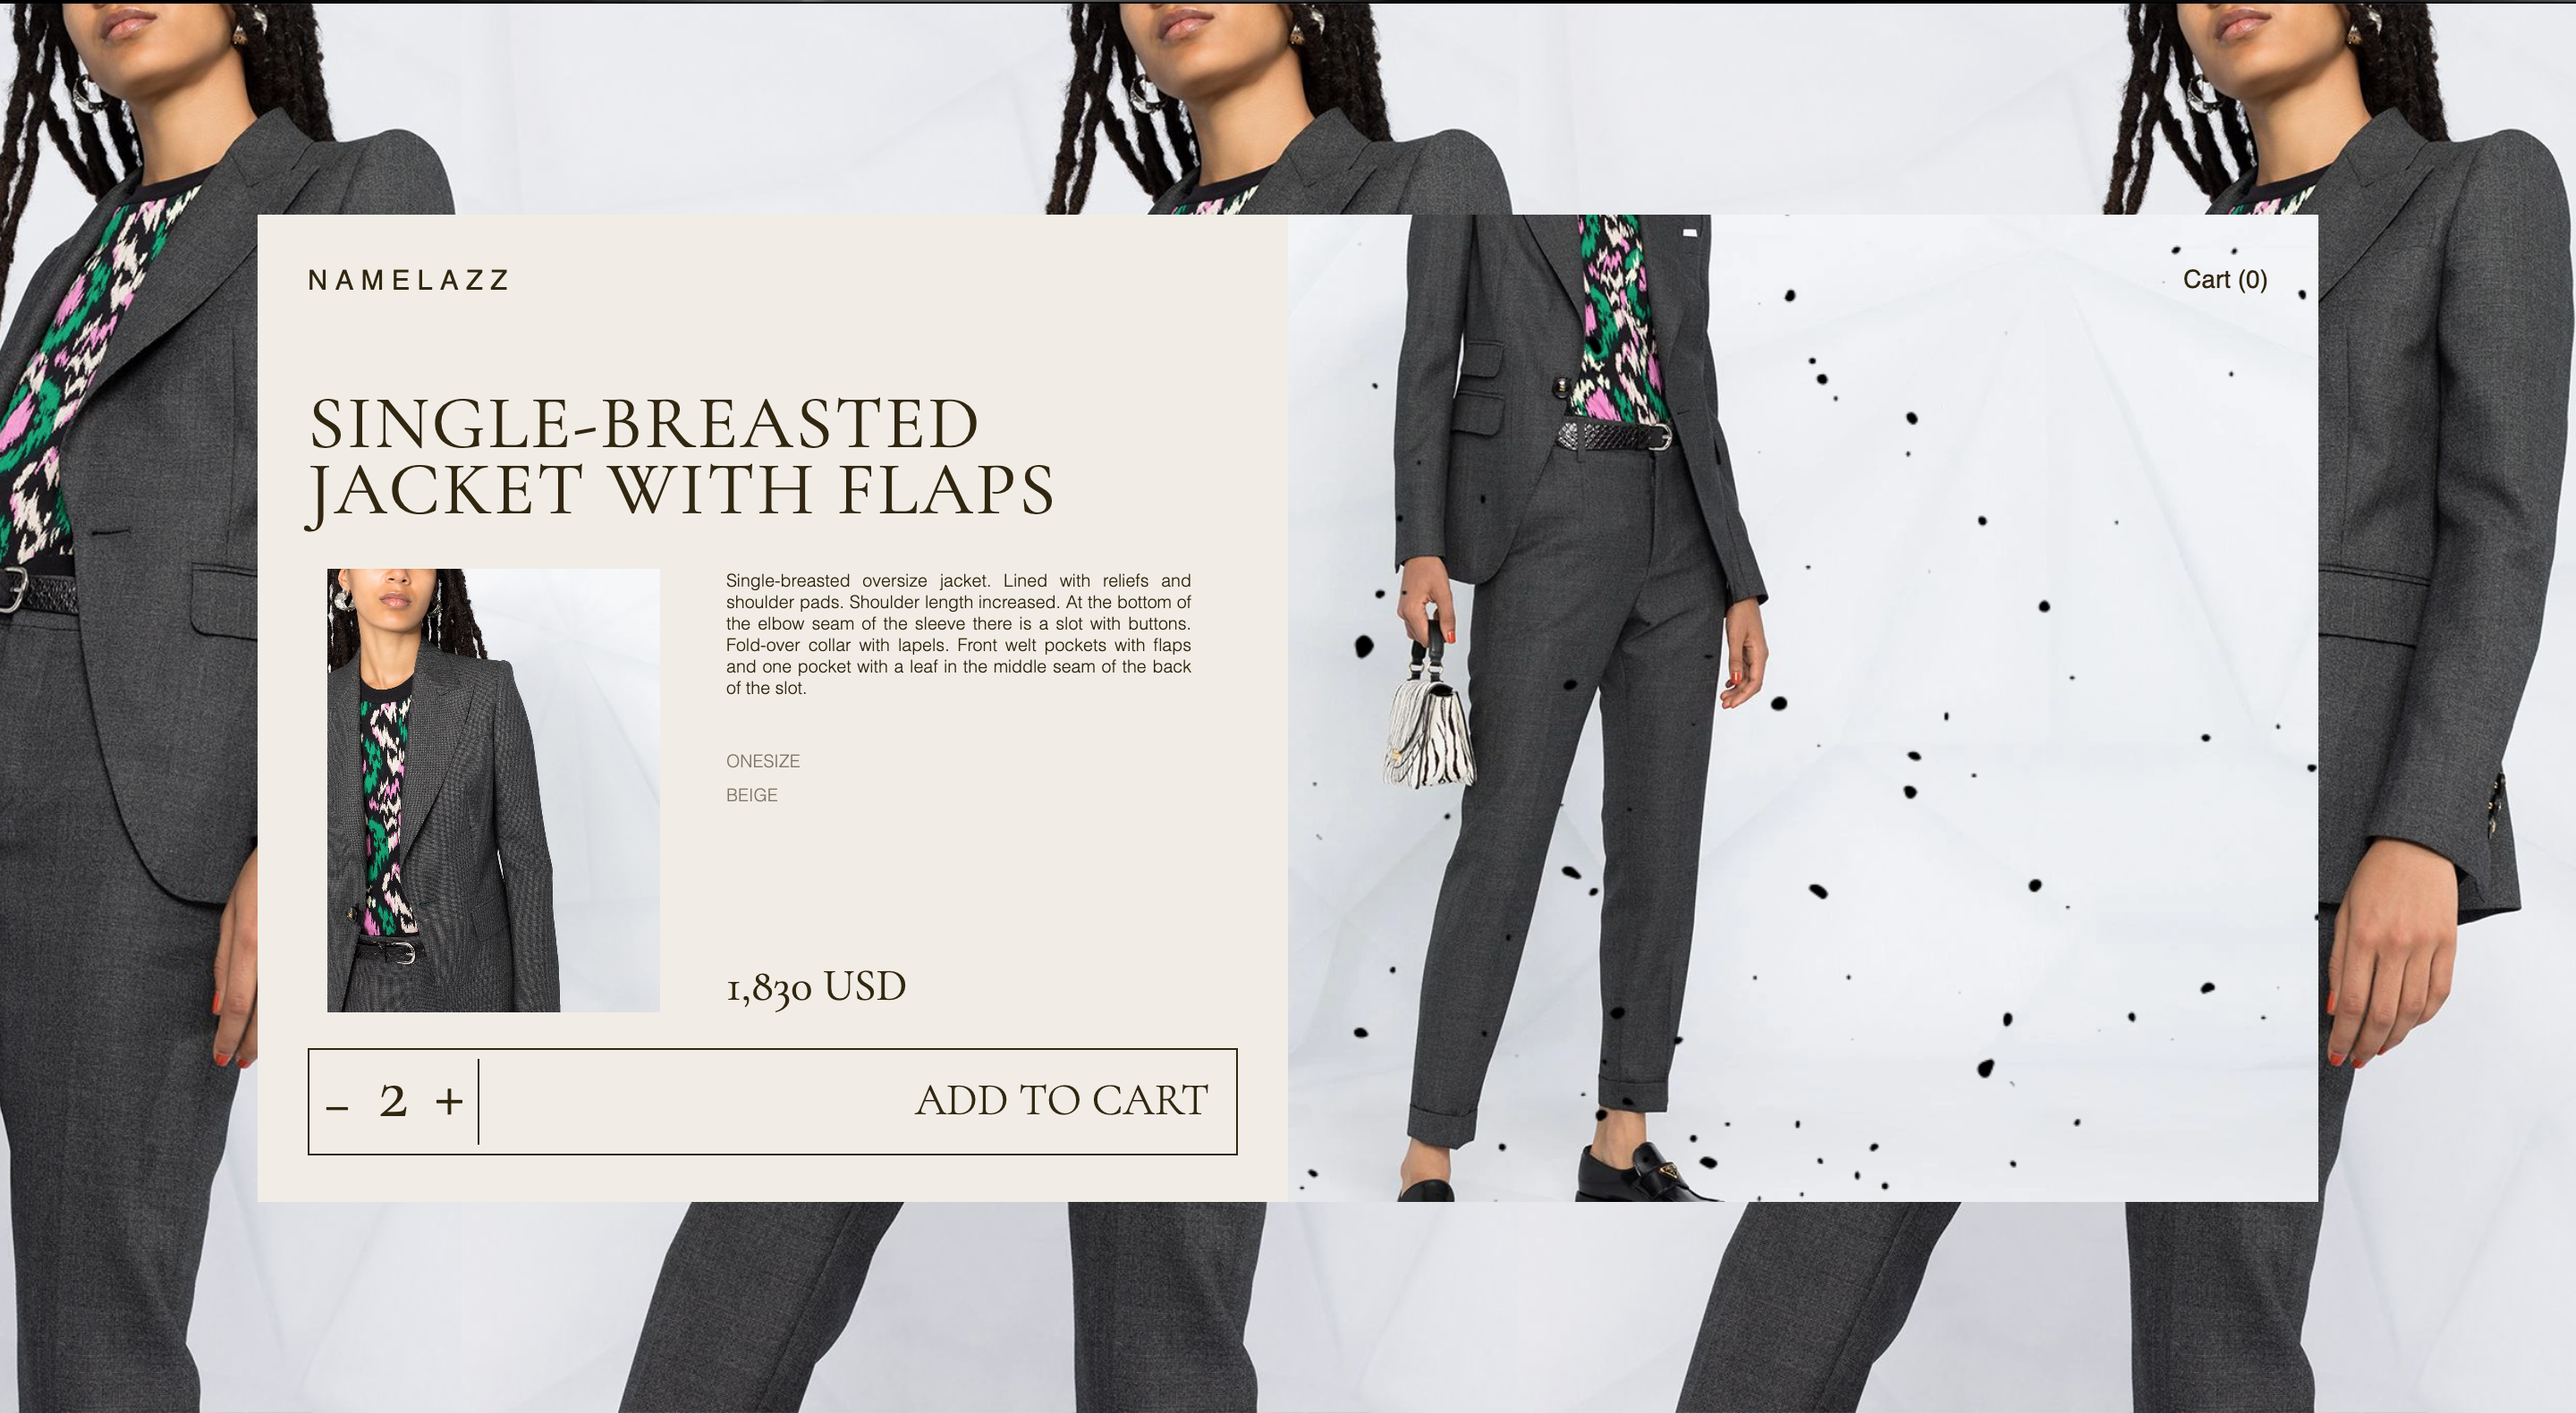 NAMELAZZ
Cart (0)
SINGLE-BREASTED
JACKET WITH FLAPS
Single-breasted oversize jacket. Lined with reliefs and
shoulder pads. Shoulder length increased. At the bottom of
the elbow seam of the sleeve there is a slot with buttons.
Fold-over collar with lapels. Front welt pockets with flaps
and one pocket with a leaf in the middle seam of the back
of the slot.
ONESIZE
BEIGE
1,830 USD
– 2 + ADD TO CART